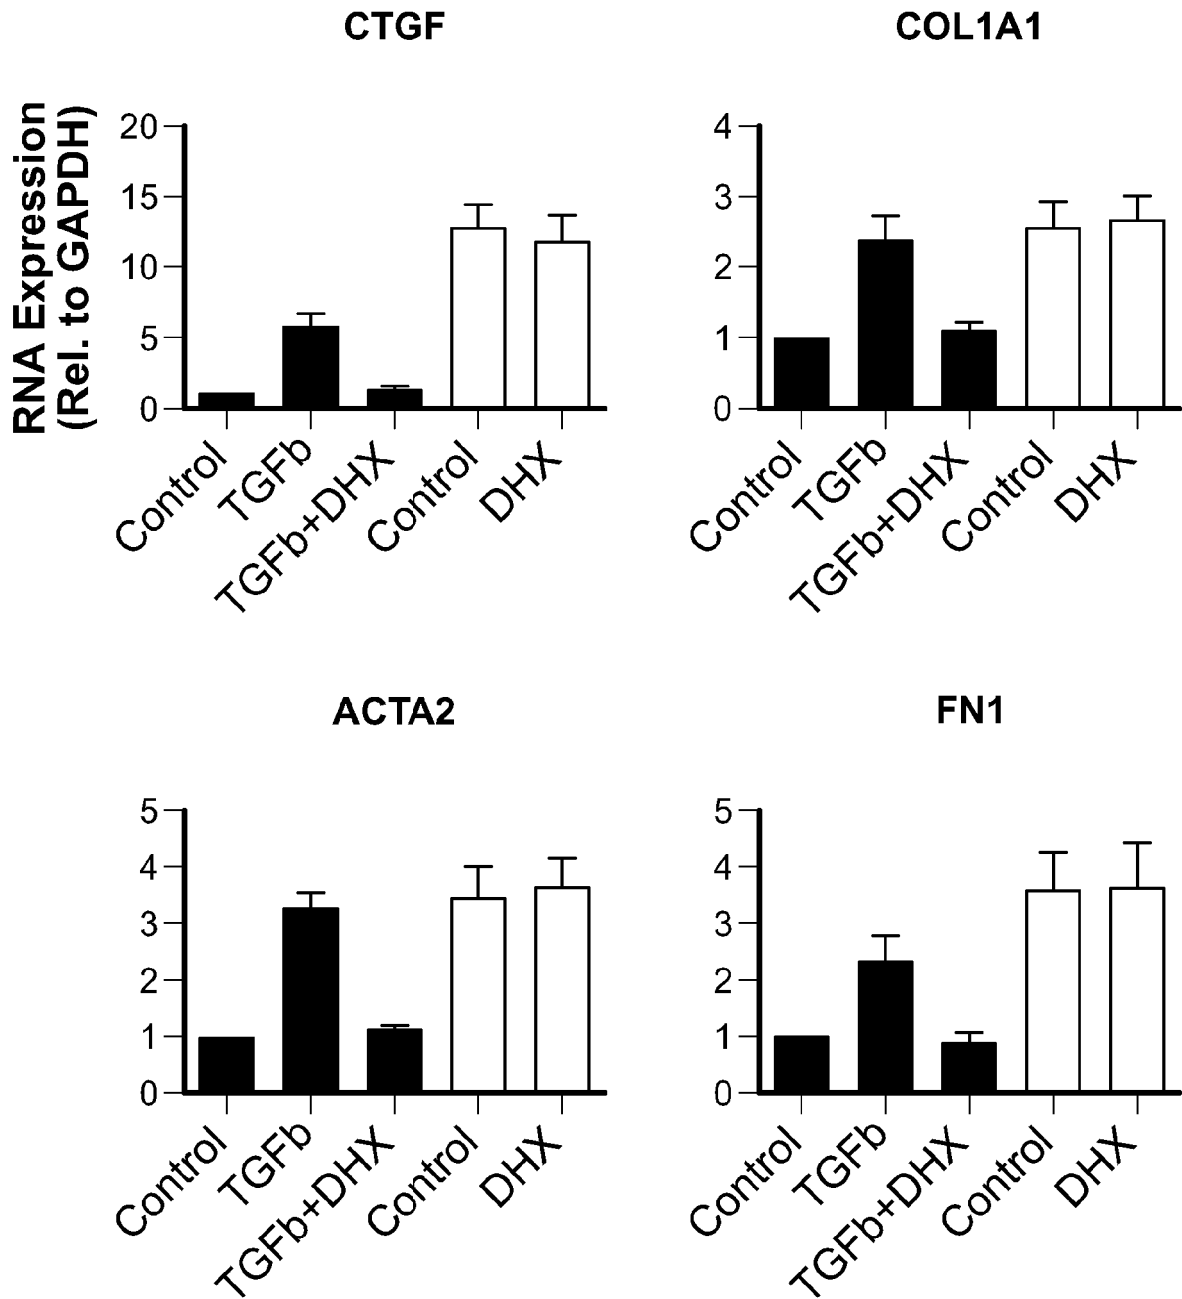 CTGF
RNA Expression
(Rel. to GAPDH)
20
15
10
5
0
Control
TGFb
TGFb+DHX
Control
DHX
COL1A1
4
3
2
1
0
Control
TGFb
TGFb+DHX
Control
DHX
ACTA2
5
4
3
2
1
0
Control
TGFb
TGFb+DHX
Control
DHX
FN1
5
4
3
2
1
0
Control
TGFb
TGFb+DHX
Control
DHX